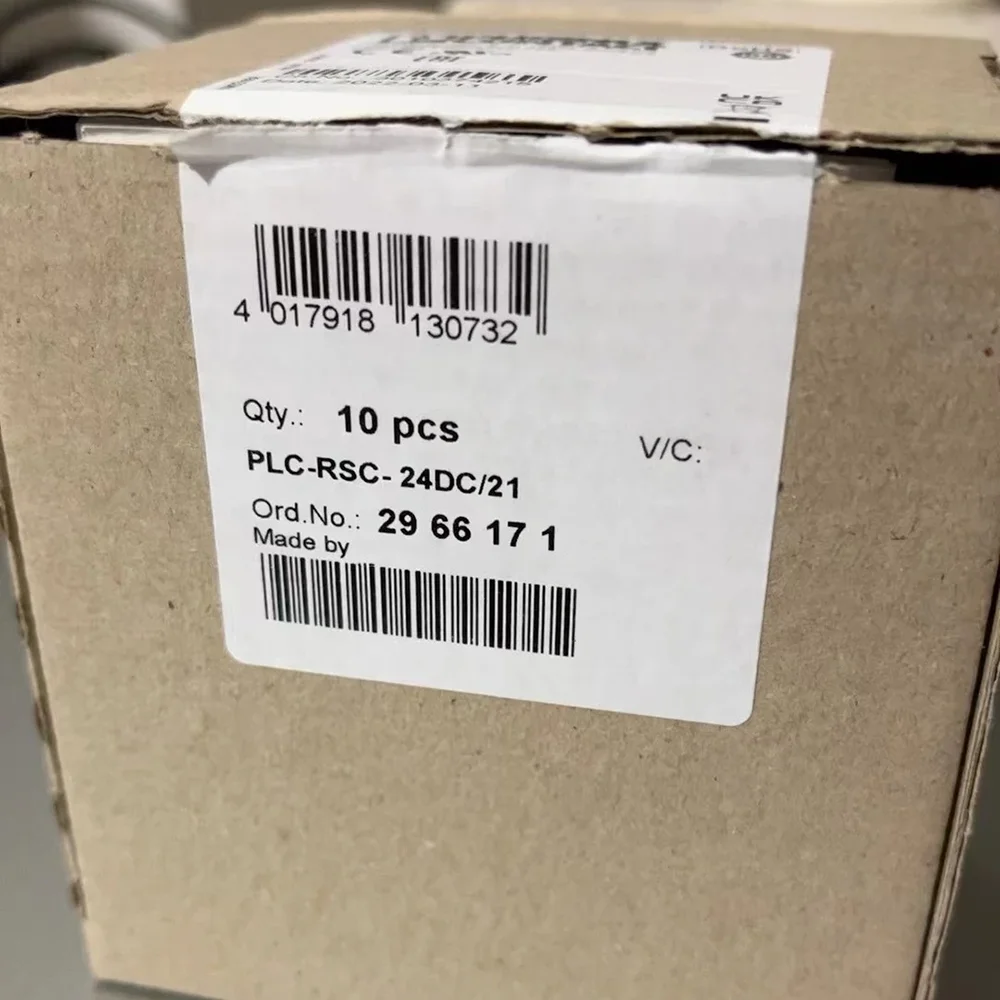 4 017918 130732
Qty.: 10 pcs
V/C:
PLC-RSC- 24DC/21
Ord.No.: 29 66 17 1
Made by